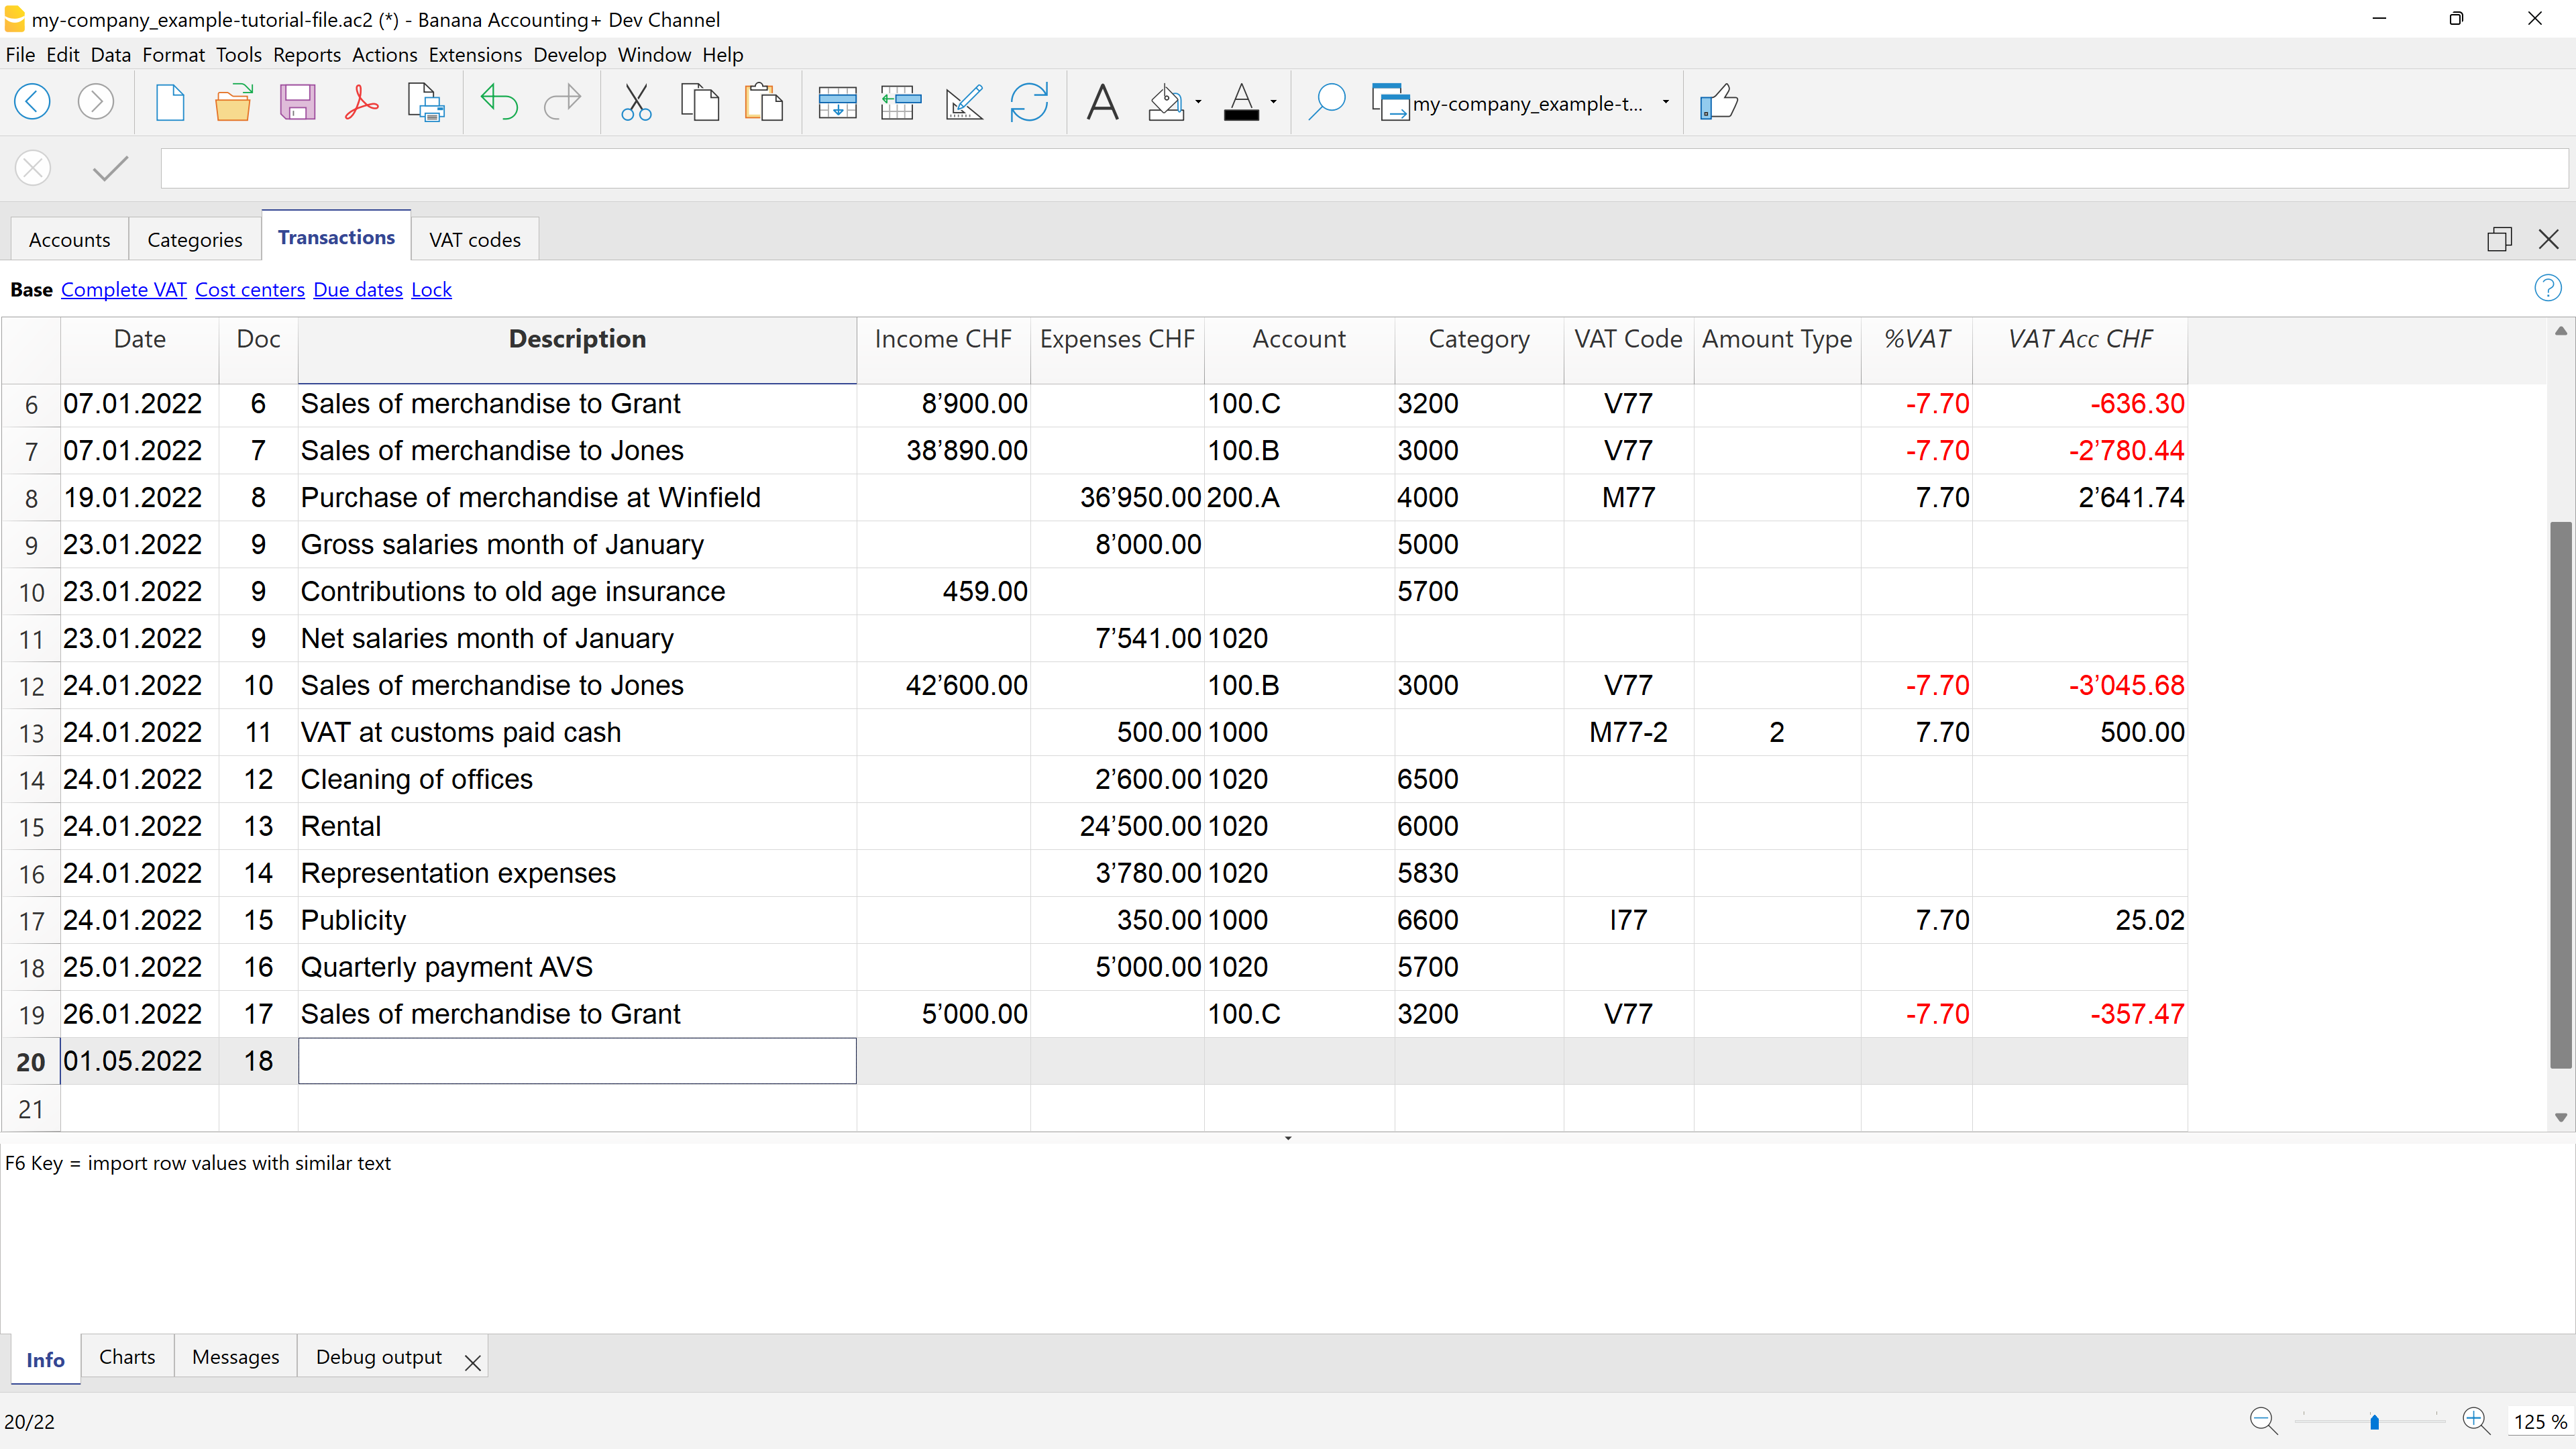 my-company_example-tutorial-file.ac2 (*) - Banana Accounting+ Dev Channel
File Edit Data Format Tools Reports Actions Extensions Develop Window Help
my-company_example-t...
Accounts Categories Transactions VAT codes
Base Complete VAT Cost centers Due dates Lock
Date Doc Description Income CHF Expenses CHF Account Category VAT Code Amount Type %VAT VAT Acc CHF
6 07.01.2022 6 Sales of merchandise to Grant 8’900.00 100.C 3200 V77 -7.70 -636.30
7 07.01.2022 7 Sales of merchandise to Jones 38’890.00 100.B 3000 V77 -7.70 -2’780.44
8 19.01.2022 8 Purchase of merchandise at Winfield 36’950.00 200.A 4000 M77 7.70 2’641.74
9 23.01.2022 9 Gross salaries month of January 8’000.00 5000
10 23.01.2022 9 Contributions to old age insurance 459.00 5700
11 23.01.2022 9 Net salaries month of January 7’541.00 1020
12 24.01.2022 10 Sales of merchandise to Jones 42’600.00 100.B 3000 V77 -7.70 -3’045.68
13 24.01.2022 11 VAT at customs paid cash 500.00 1000 M77-2 2 7.70 500.00
14 24.01.2022 12 Cleaning of offices 2’600.00 1020 6500
15 24.01.2022 13 Rental 24’500.00 1020 6000
16 24.01.2022 14 Representation expenses 3’780.00 1020 5830
17 24.01.2022 15 Publicity 350.00 1000 6600 I77 7.70 25.02
18 25.01.2022 16 Quarterly payment AVS 5’000.00 1020 5700
19 26.01.2022 17 Sales of merchandise to Grant 5’000.00 100.C 3200 V77 -7.70 -357.47
20 01.05.2022 18
21
F6 Key = import row values with similar text
Info Charts Messages Debug output
20/22 125 %